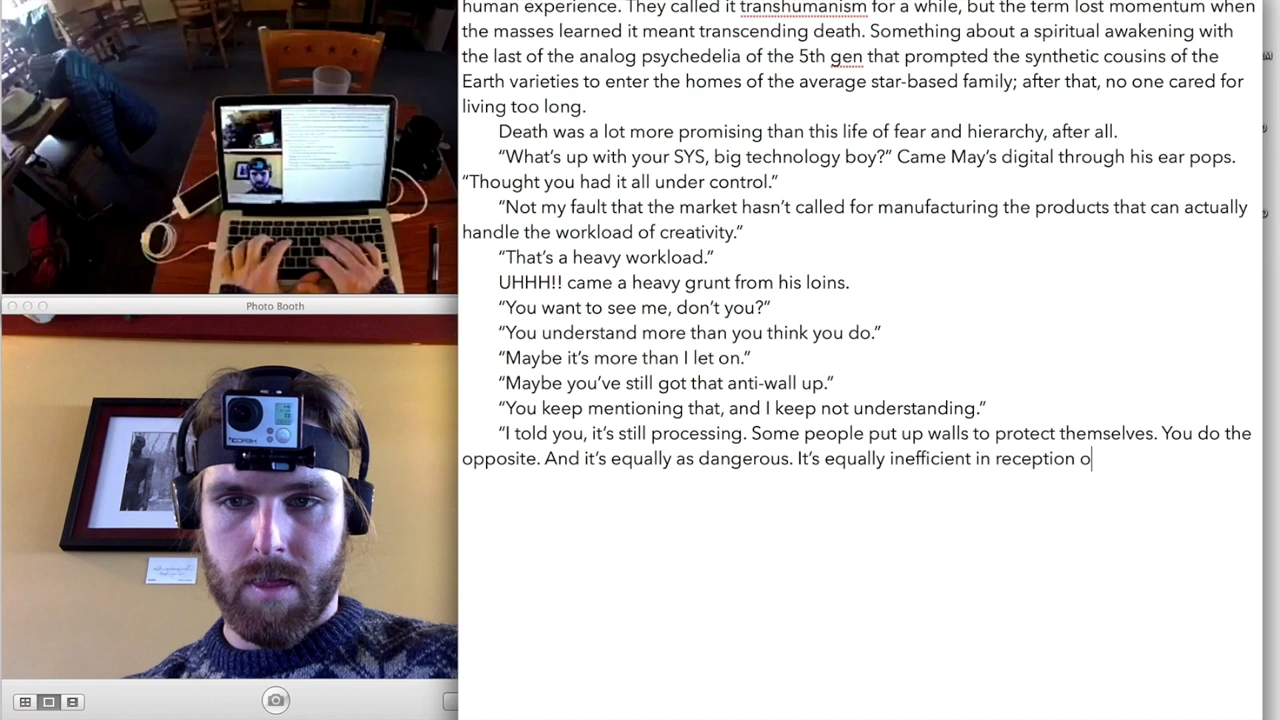 human experience. They called it transhumanism for a while, but the term lost momentum when
the masses learned it meant transcending death. Something about a spiritual awakening with
the last of the analog psychedelia of the 5th gen that prompted the synthetic cousins of the
Earth varieties to enter the homes of the average star-based family; after that, no one cared for
living too long.
Death was a lot more promising than this life of fear and hierarchy, after all.
“What’s up with your SYS, big technology boy?” Came May’s digital through his ear pops.
“Thought you had it all under control.”
“Not my fault that the market hasn’t called for manufacturing the products that can actually
handle the workload of creativity.”
“That’s a heavy workload.”
UHHH!! came a heavy grunt from his loins.
“You want to see me, don’t you?”
“You understand more than you think you do.”
“Maybe it’s more than I let on.”
“Maybe you’ve still got that anti-wall up.”
“You keep mentioning that, and I keep not understanding.”
“I told you, it’s still processing. Some people put up walls to protect themselves. You do the
opposite. And it’s equally as dangerous. It’s equally inefficient in reception o
Photo Booth